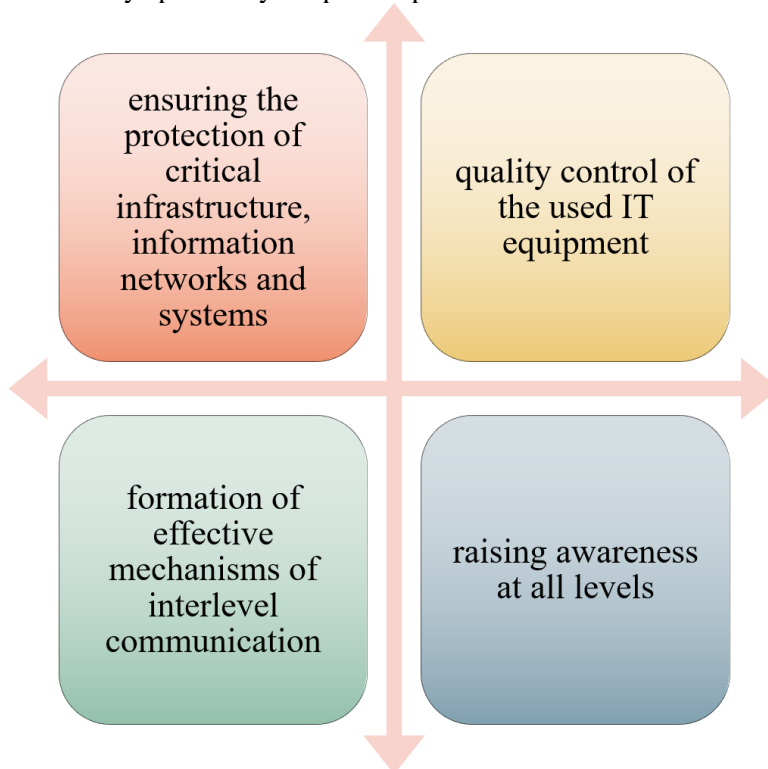 ensuring the
protection of
critical
infrastructure,
information
networks and
systems
quality control of
the used IT
equipment
formation of
effective
mechanisms of
interlevel
communication
raising awareness
at all levels